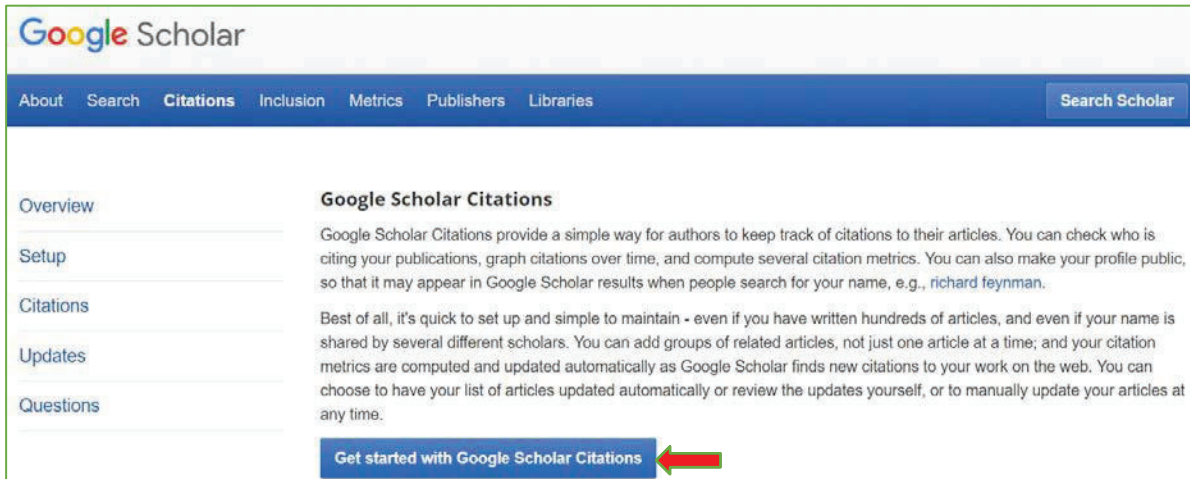 Google Scholar
About Search Citations Inclusion Metrics Publishers Libraries Search Scholar
Overview
Setup
Citations
Updates
Questions
Google Scholar Citations
Google Scholar Citations provide a simple way for authors to keep track of citations to their articles. You can check who is
citing your publications, graph citations over time, and compute several citation metrics. You can also make your profile public,
so that it may appear in Google Scholar results when people search for your name, e.g., richard feynman.
Best of all, it's quick to set up and simple to maintain - even if you have written hundreds of articles, and even if your name is
shared by several different scholars. You can add groups of related articles, not just one article at a time; and your citation
metrics are computed and updated automatically as Google Scholar finds new citations to your work on the web. You can
choose to have your list of articles updated automatically or review the updates yourself, or to manually update your articles at
any time.
Get started with Google Scholar Citations